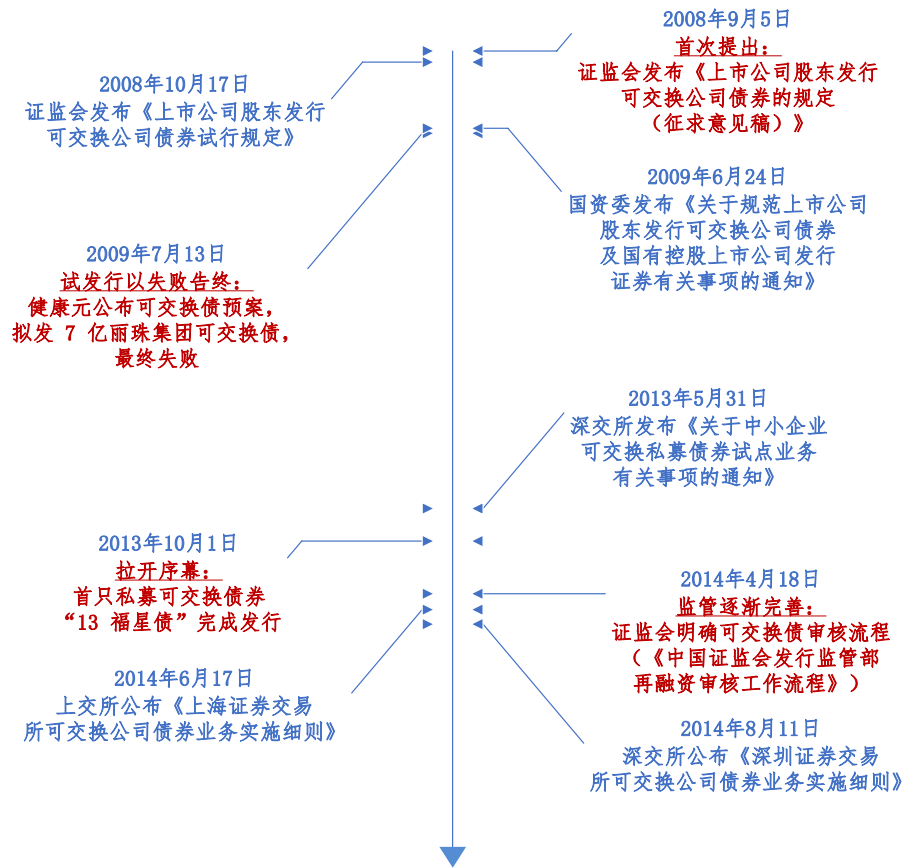 2008年9月5日
首次提出：
证监会发布《上市公司股东发行
可交换公司债券的规定
（征求意见稿）》
2008年10月17日
证监会发布《上市公司股东发行
可交换公司债券试行规定》
2009年6月24日
国资委发布《关于规范上市公司
股东发行可交换公司债券
及国有控股上市公司发行
证券有关事项的通知》
2009年7月13日
试发行以失败告终：
健康元公布可交换债预案，
拟发 7 亿丽珠集团可交换债，
最终失败
2013年5月31日
深交所发布《关于中小企业
可交换私募债券试点业务
有关事项的通知》
2013年10月1日
拉开序幕：
首只私募可交换债券
“13 福星债”完成发行
2014年4月18日
监管逐渐完善：
证监会明确可交换债审核流程
（《中国证监会发行监管部
再融资审核工作流程》）
2014年6月17日
上交所公布《上海证券交易
所可交换公司债券业务实施细则》
2014年8月11日
深交所公布《深圳证券交易
所可交换公司债券业务实施细则》